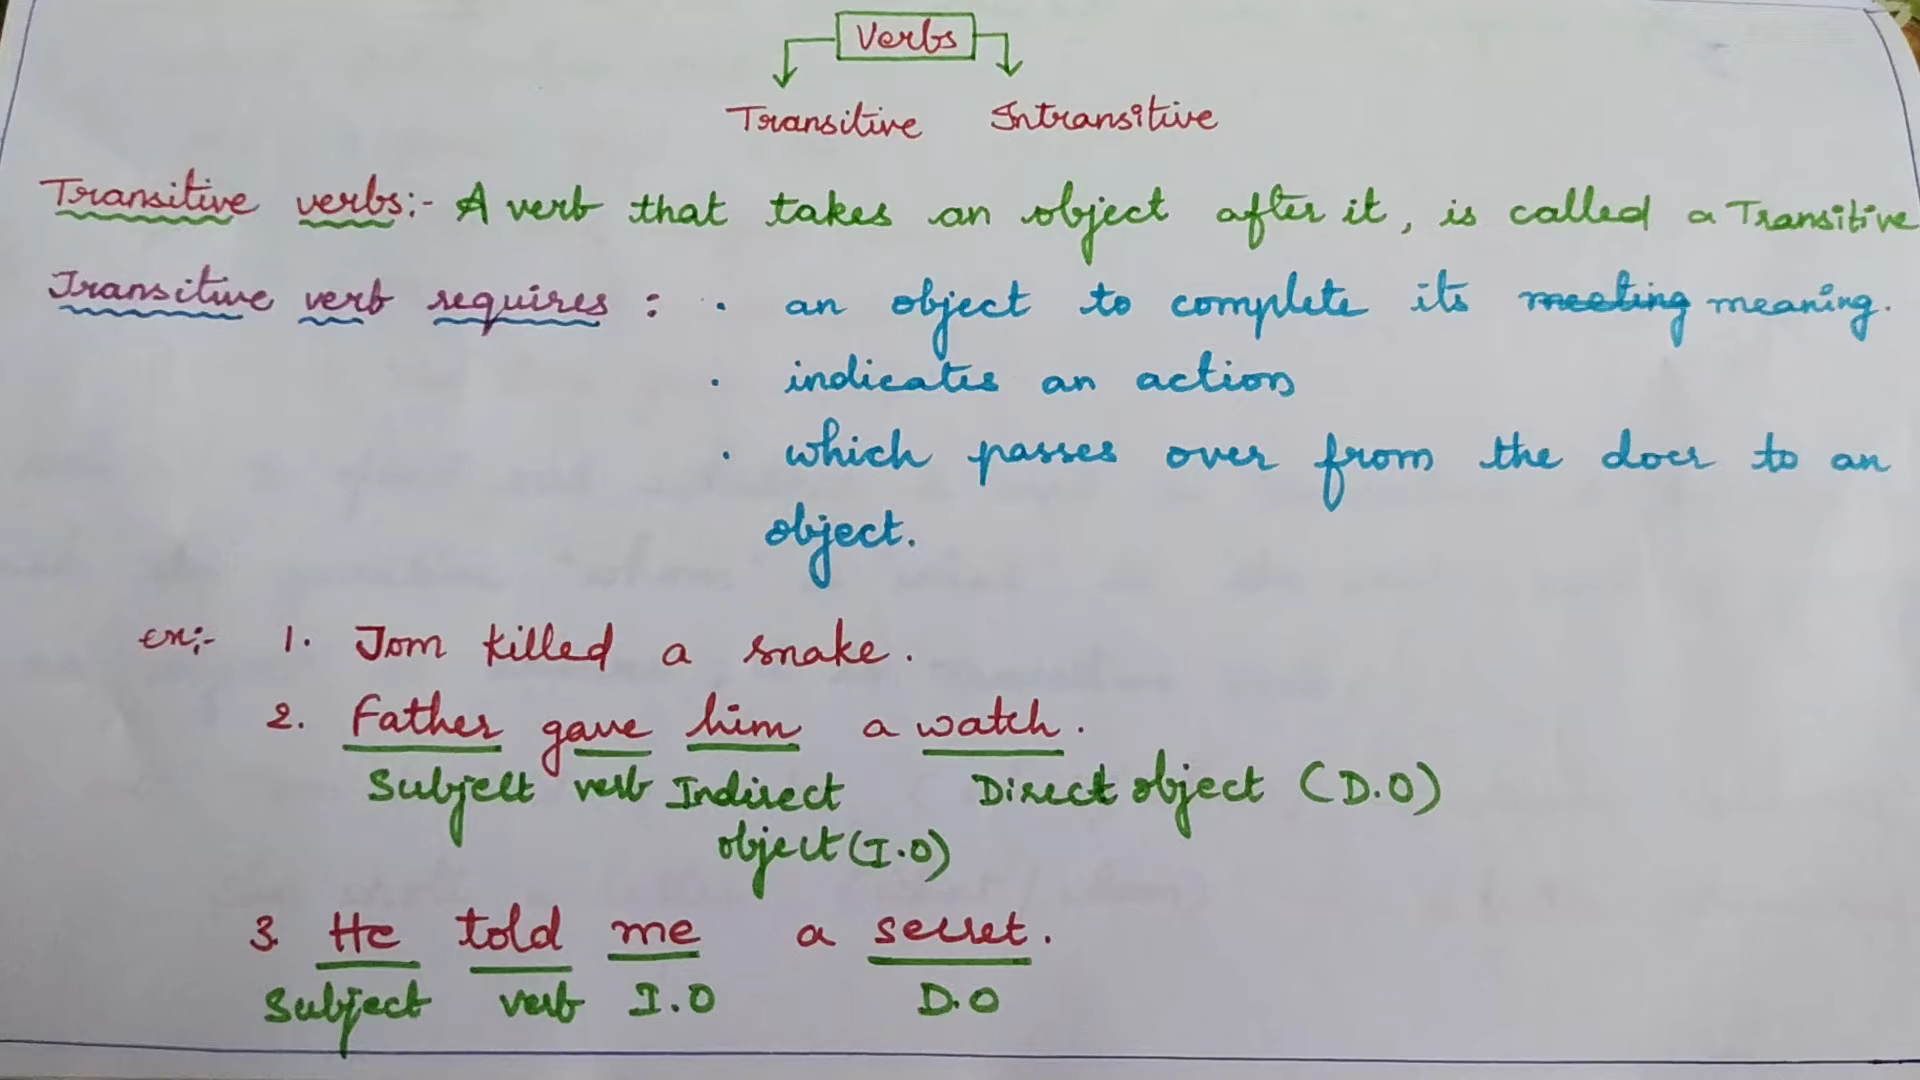 Verbs
Transitive Intransitive
Transitive verbs:- A verb that takes an object after it, is called a Transitive
Transitive verb requires : · an object to complete its meeting meaning.
· indicates an action
· which passes over from the doer to an
object.
ex:- 1. Tom killed a snake.
2. Father gave him a watch.
Subject verb Indirect Direct object (D.O)
object (I.O)
3. He told me a secret.
Subject verb I.O D.O